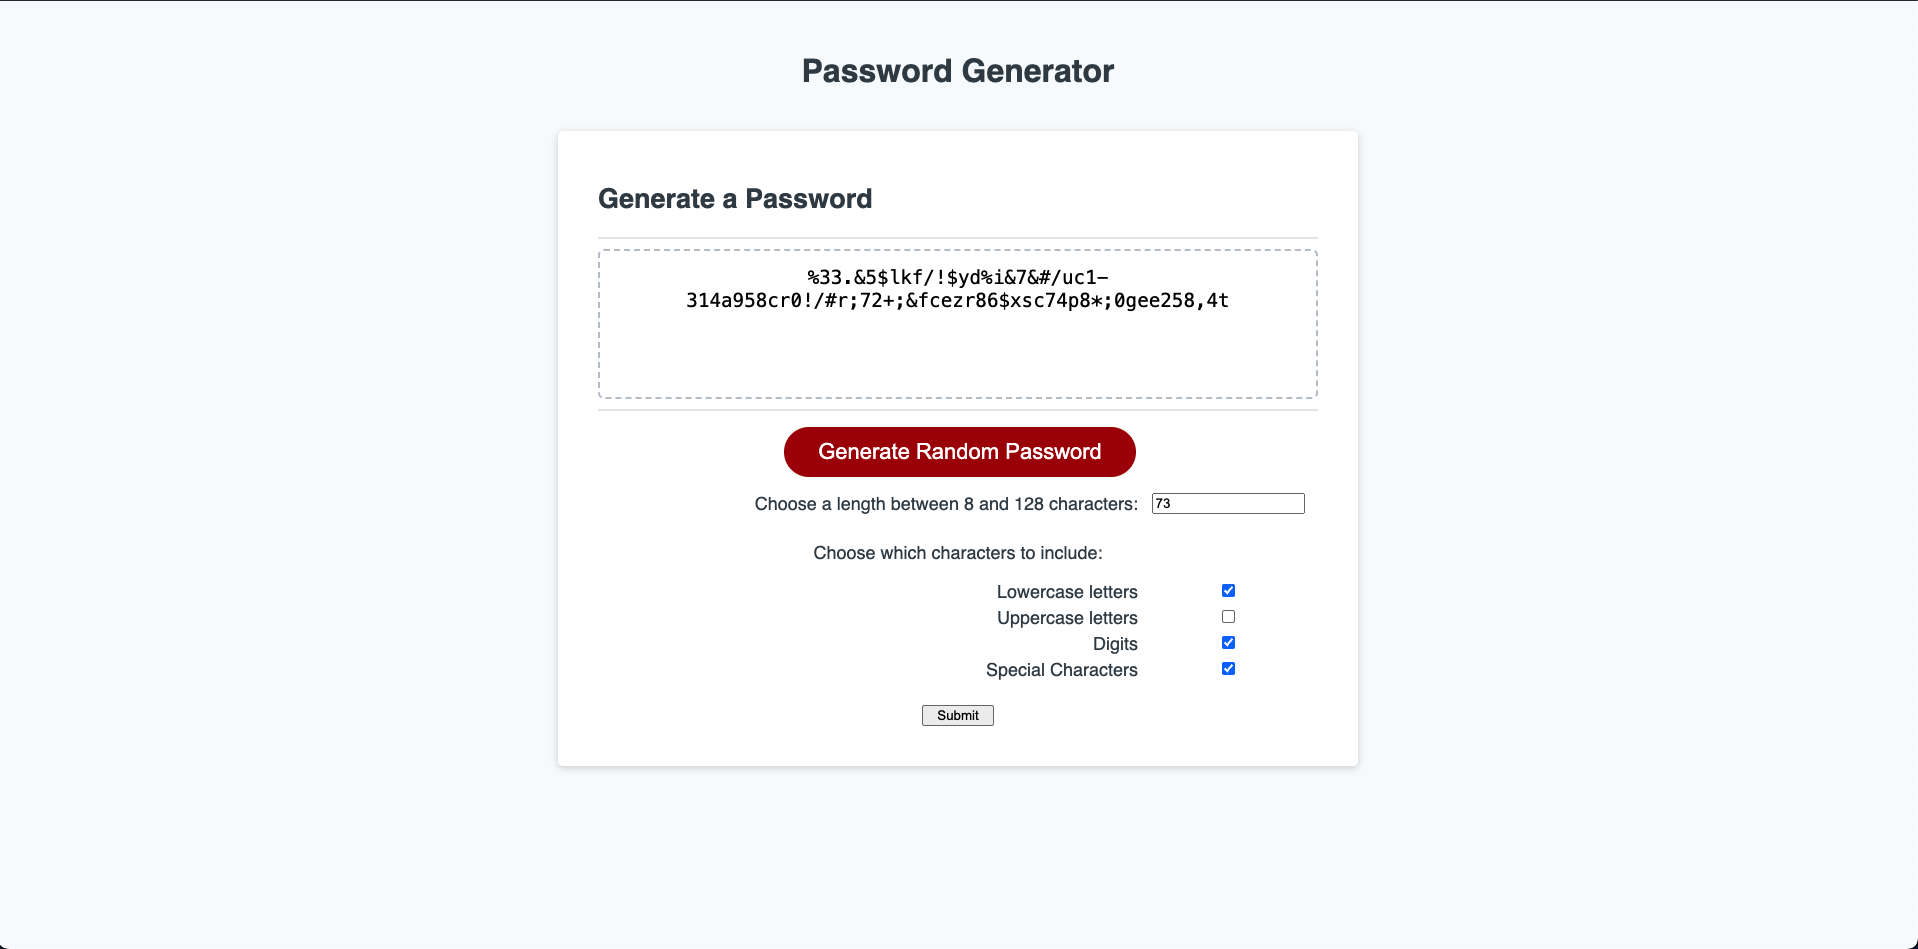 Password Generator
Generate a Password
%33.&5$lkf/!$yd%i&7&#/uc1-
314a958cr0!/#r;72+;&fcezr86$xsc74p8*;0gee258,4t
Generate Random Password
Choose a length between 8 and 128 characters: 73
Choose which characters to include:
Lowercase letters
Uppercase letters
Digits
Special Characters
Submit